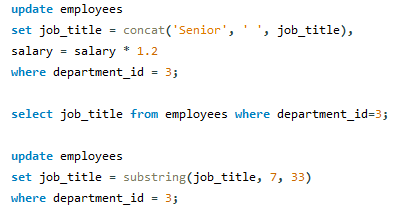 update employees
set job_title = concat('Senior', ' ', job_title),
salary = salary * 1.2
where department_id = 3;
select job_title from employees where department_id=3;
update employees
set job_title = substring(job_title, 7, 33)
where department_id = 3;